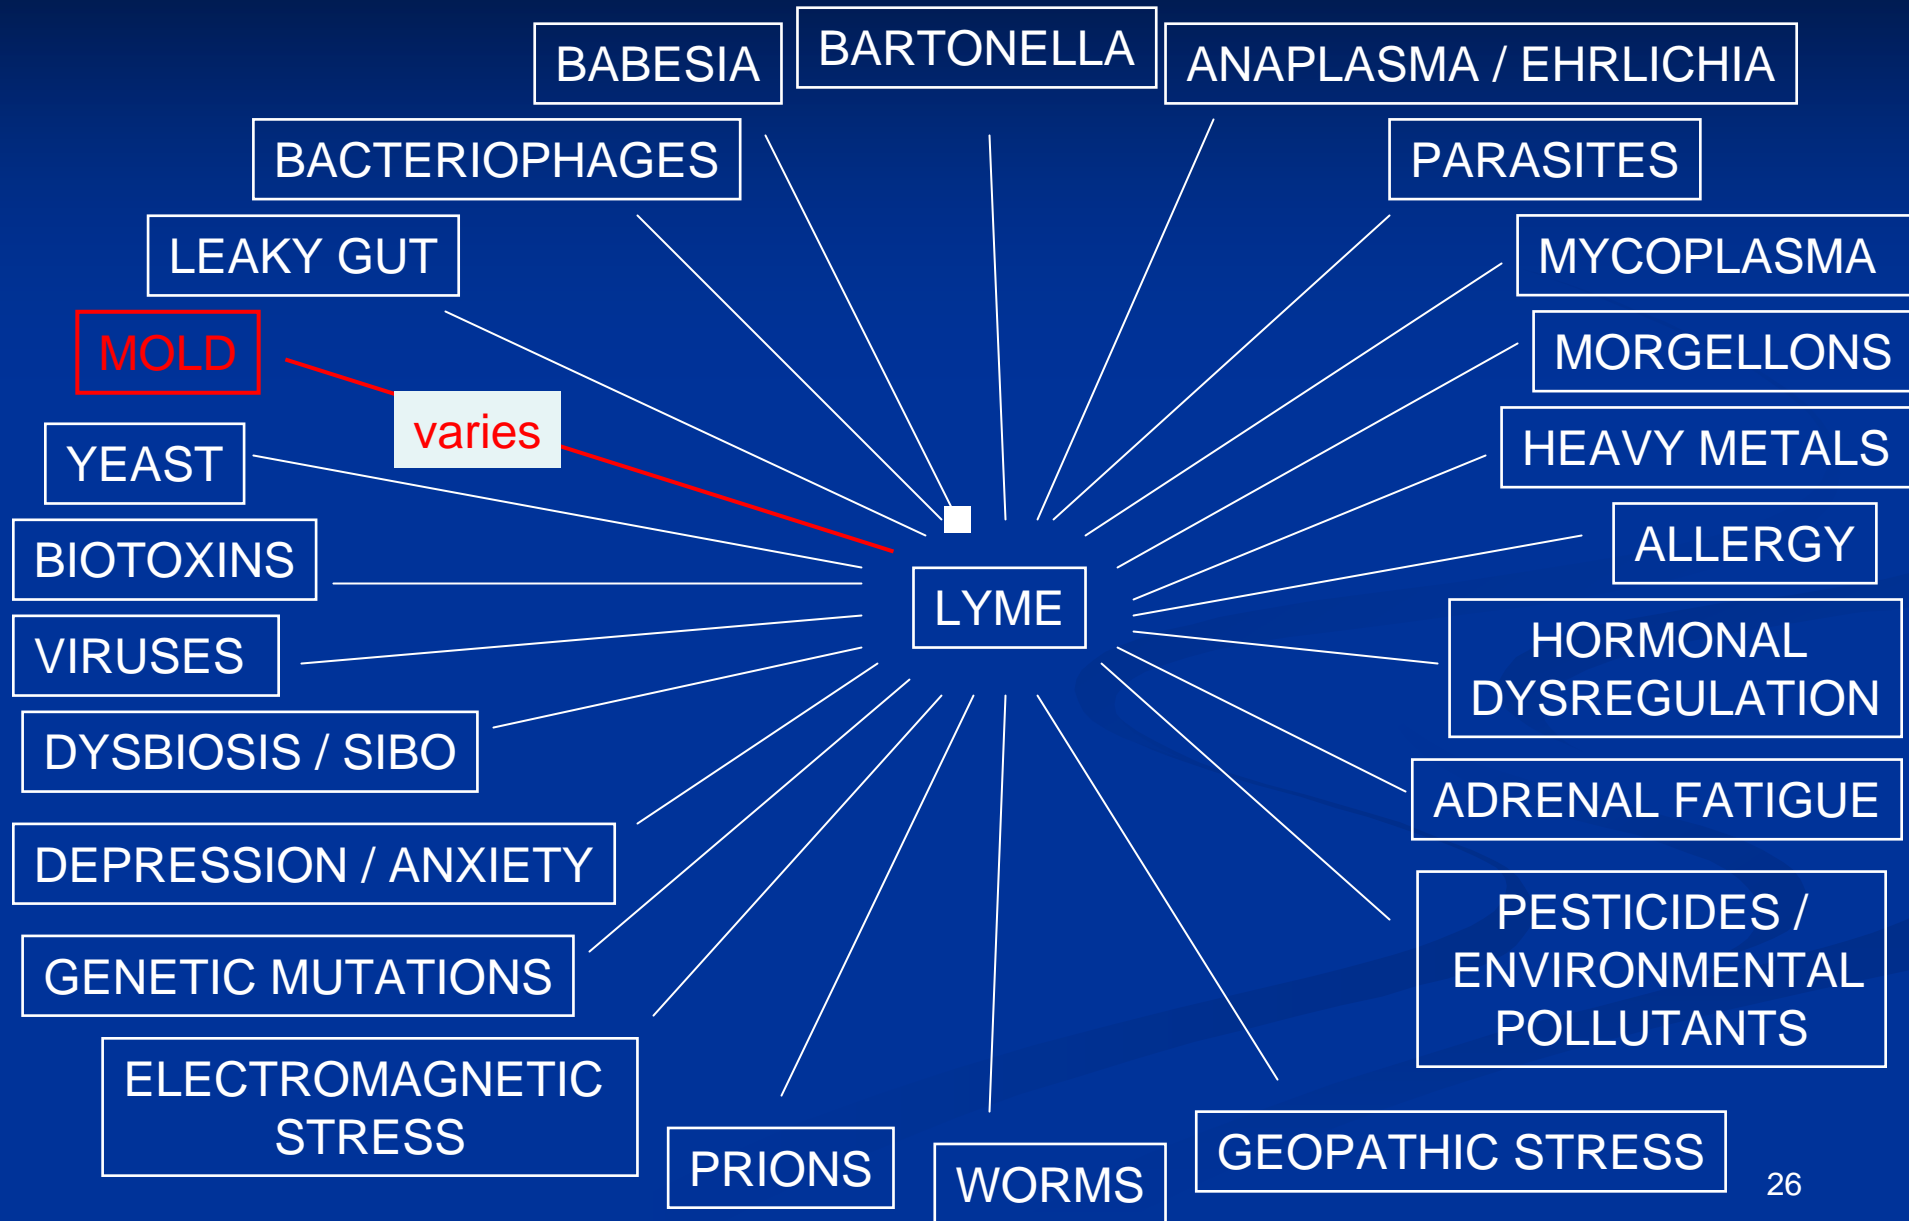 BABESIA
BARTONELLA
ANAPLASMA / EHRLICHIA
BACTERIOPHAGES
PARASITES
LEAKY GUT
MYCOPLASMA
MOLD
MORGELLONS
varies
YEAST
HEAVY METALS
BIOTOXINS
ALLERGY
LYME
VIRUSES
HORMONAL
DYSREGULATION
DYSBIOSIS / SIBO
ADRENAL FATIGUE
DEPRESSION / ANXIETY
PESTICIDES /
ENVIRONMENTAL
POLLUTANTS
GENETIC MUTATIONS
ELECTROMAGNETIC
STRESS
PRIONS
WORMS
GEOPATHIC STRESS
26